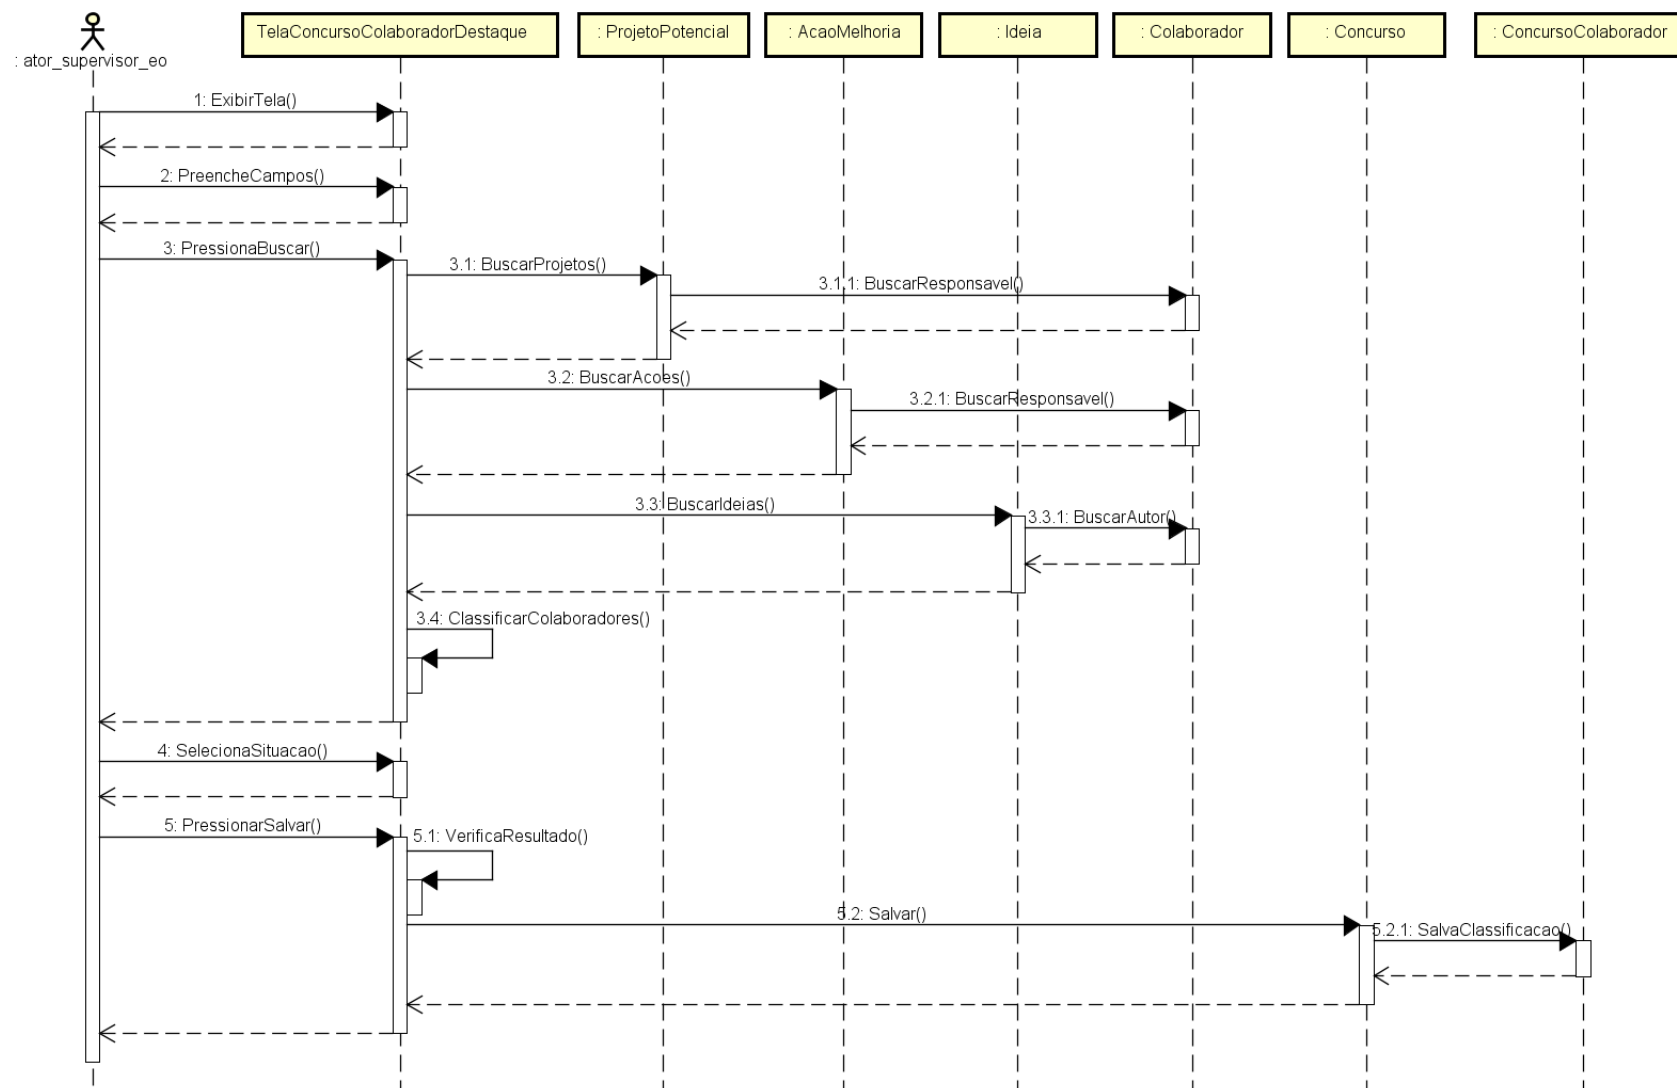 : ator_supervisor_eo
TelaConcursoColaboradorDestaque
: ProjetoPotencial
: AcaoMelhoria
: Ideia
: Colaborador
: Concurso
: ConcursoColaborador
1: ExibirTela()
2: PreencheCampos()
3: PressionaBuscar()
3.1: BuscarProjetos()
3.1.1: BuscarResponsavel()
3.2: BuscarAcoes()
3.2.1: BuscarResponsavel()
3.3: BuscarIdeias()
3.3.1: BuscarAutor()
3.4: ClassificarColaboradores()
4: SelecionaSituacao()
5: PressionarSalvar()
5.1: VerificaResultado()
5.2: Salvar()
5.2.1: SalvaClassificacao()